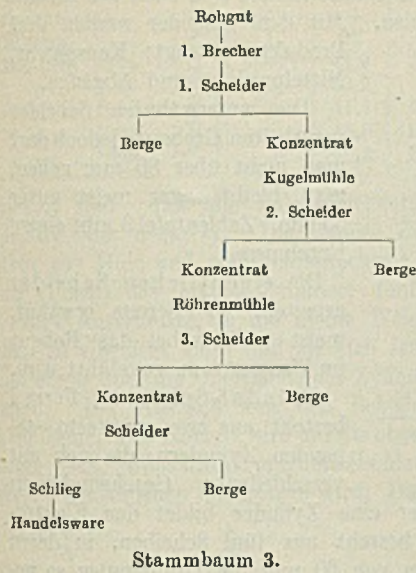 Rohgut
1. Brecher
1. Scheider
Berge Konzentrat
Kugelmühle
2. Scheider
Konzentrat Berge
Röhrenmühle
3. Scheider
Konzentrat Berge
Scheider
Schlieg Berge
Handelsware
Stammbaum 3.